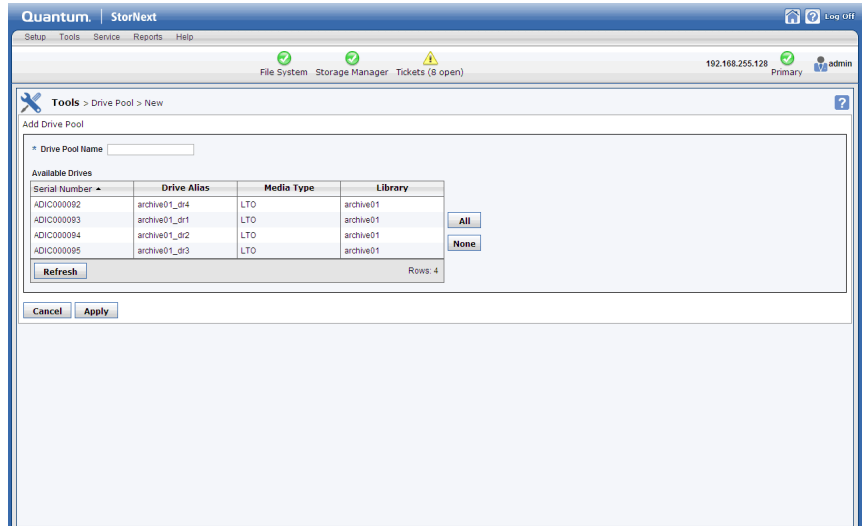 Quantum. | StorNext
Log Off
Setup Tools Service Reports Help
File System Storage Manager Tickets (8 open)
192.168.255.128 Primary admin
Tools > Drive Pool > New
Add Drive Pool
* Drive Pool Name
Available Drives
Serial Number Drive Alias Media Type Library
ADIC000092 archive01_dr4 LTO archive01
ADIC000093 archive01_dr1 LTO archive01
ADIC000094 archive01_dr2 LTO archive01
ADIC000095 archive01_dr3 LTO archive01
All
None
Refresh Rows: 4
Cancel Apply